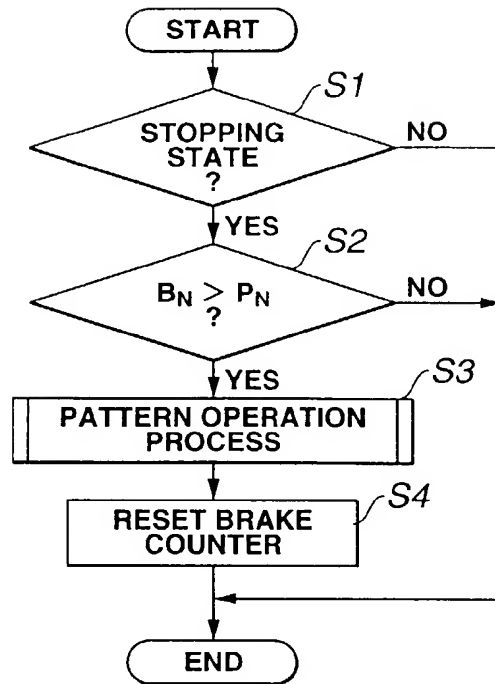 START
S1
STOPPING
STATE
?
NO
YES
S2
B_N > P_N
?
NO
YES
S3
PATTERN OPERATION
PROCESS
S4
RESET BRAKE
COUNTER
END